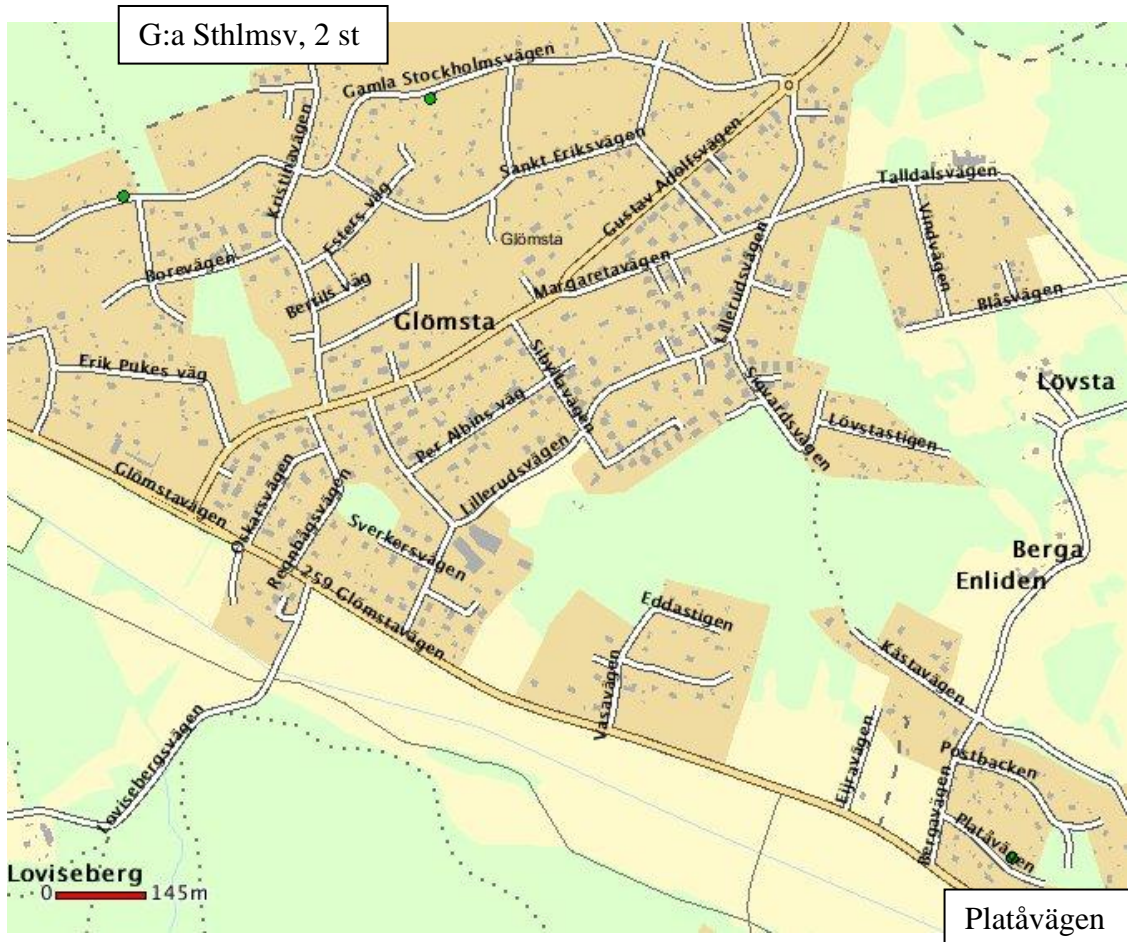 G:a Sthlmsv, 2 st
Gamla Stockholmsvägen
Kristinavägen
Sankt Eriksvägen
Gustav Adolfsvägen
Talldalsvägen
Vindvägen
Esters väg
Glömsta
Borevägen
Margaretavägen
Lillerudsvägen
Bertils väg
Blåsvägen
Glömsta
Sibyllavägen
Erik Pukes väg
Sigvardsvägen
Lövsta
Per Albins väg
Lövstastigen
Glömstavägen
Oskarsvägen
Lillerudsvägen
Regnbågsvägen
Sverkersvägen
Berga
Enliden
259 Glömstavägen
Eddastigen
Vasavägen
Kästavägen
Eljravägen
Postbacken
Bergavägen
Platåvägen
Lovisebergsvägen
Loviseberg
0 145m
Platåvägen